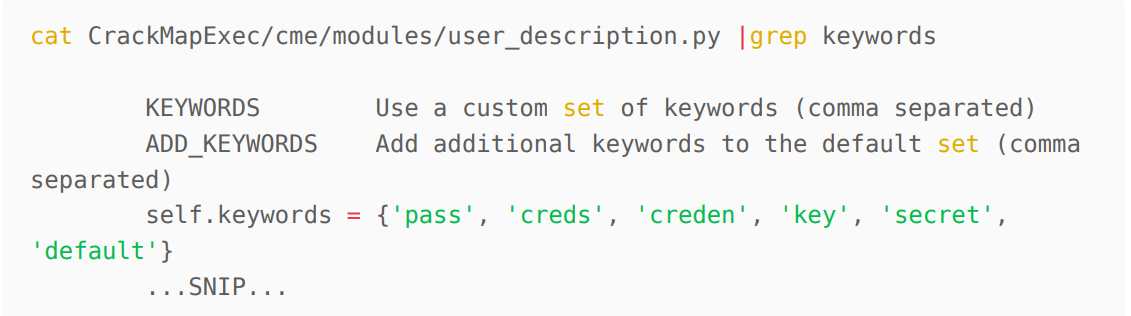 cat CrackMapExec/cme/modules/user_description.py |grep keywords
KEYWORDS Use a custom set of keywords (comma separated)
ADD_KEYWORDS Add additional keywords to the default set (comma
separated)
self.keywords = {'pass', 'creds', 'creden', 'key', 'secret',
'default'}
...SNIP...